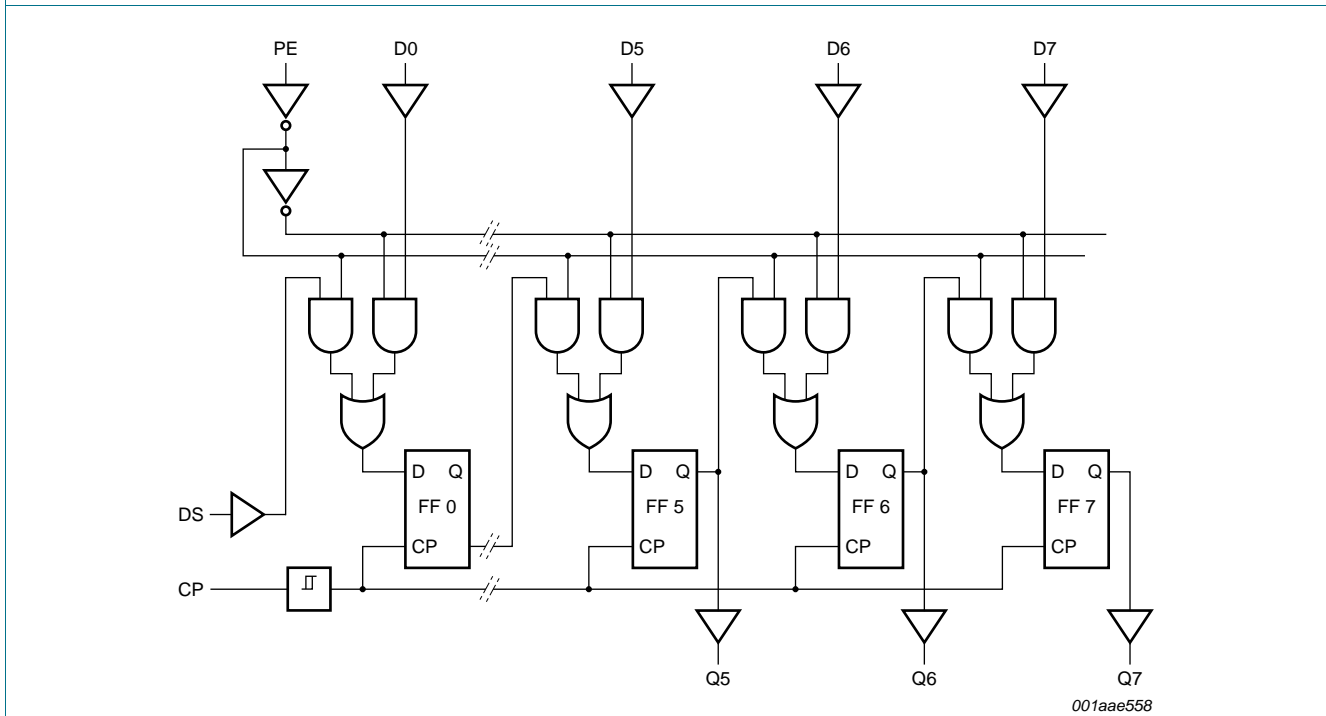 PE D0 D5 D6 D7
D Q D Q D Q D Q
FF 0 FF 5 FF 6 FF 7
DS
CP CP CP CP
CP
Q5 Q6 Q7
001aae558